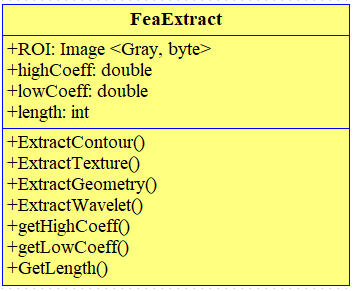 FeaExtract
+ROI: Image <Gray, byte>
+highCoeff: double
+lowCoeff: double
+length: int
+ExtractContour()
+ExtractTexture()
+ExtractGeometry()
+ExtractWavelet()
+getHighCoeff()
+getLowCoeff()
+GetLength()